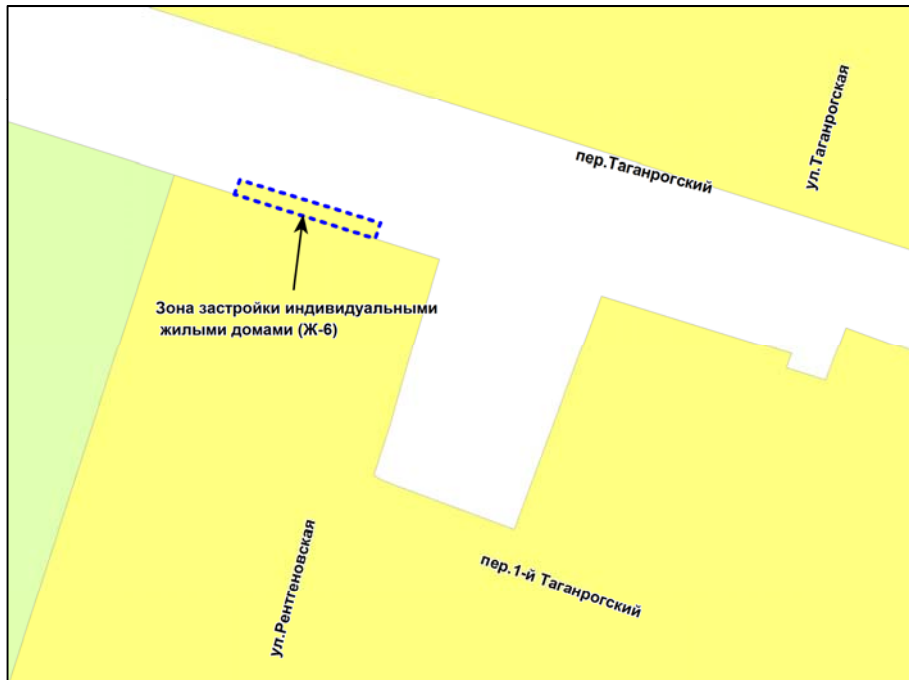 ул.Таганрогская
пер.Таганрогский
Зона застройки индивидуальными
жилыми домами (Ж-6)
ул.Рентгеновская
пер.1-й Таганрогский